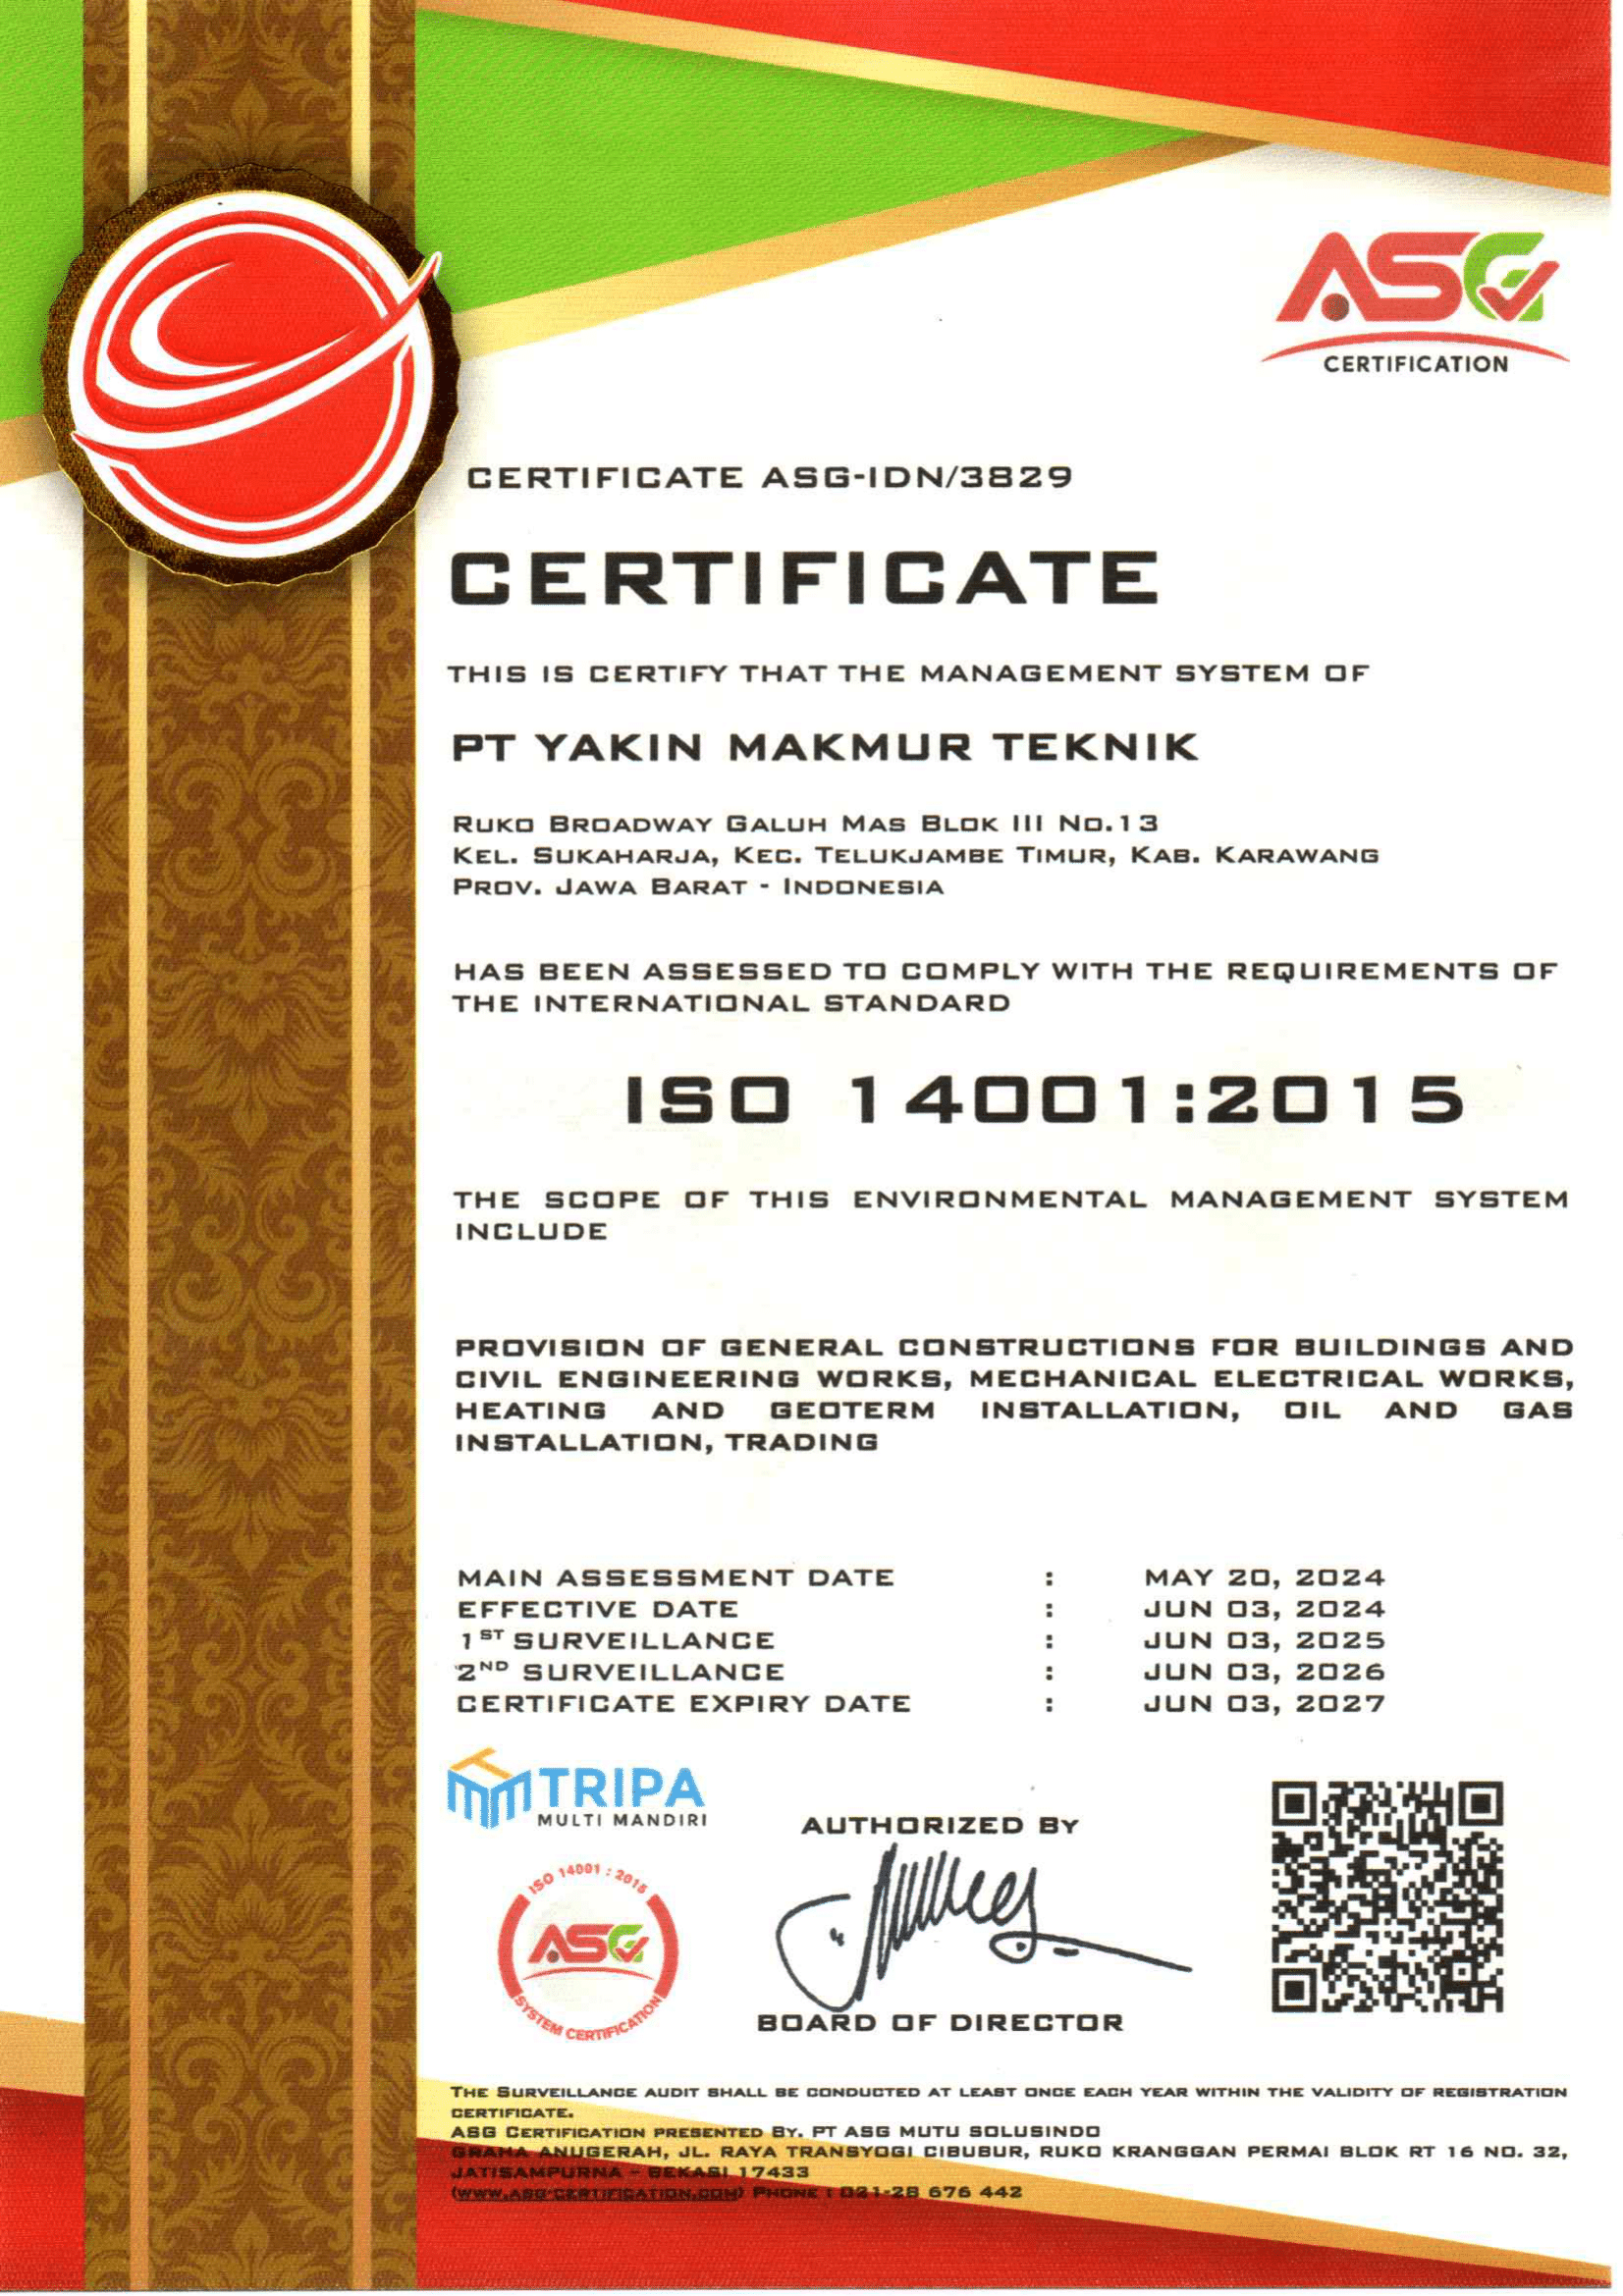 ASG
CERTIFICATION
CERTIFICATE ASG-IDN/3829
CERTIFICATE
THIS IS CERTIFY THAT THE MANAGEMENT SYSTEM OF
PT YAKIN MAKMUR TEKNIK
RUKO BROADWAY GALUH MAS BLOK III NO.13
KEL. SUKAHARJA, KEC. TELUKJAMBE TIMUR, KAB. KARAWANG
PROV. JAWA BARAT - INDONESIA
HAS BEEN ASSESSED TO COMPLY WITH THE REQUIREMENTS OF
THE INTERNATIONAL STANDARD
ISO 14001:2015
THE SCOPE OF THIS ENVIRONMENTAL MANAGEMENT SYSTEM
INCLUDE
PROVISION OF GENERAL CONSTRUCTIONS FOR BUILDINGS AND
CIVIL ENGINEERING WORKS, MECHANICAL ELECTRICAL WORKS,
HEATING AND GEOTERM INSTALLATION, OIL AND GAS
INSTALLATION, TRADING
MAIN ASSESSMENT DATE : MAY 20, 2024
EFFECTIVE DATE : JUN 03, 2024
1ST SURVEILLANCE : JUN 03, 2025
2ND SURVEILLANCE : JUN 03, 2026
CERTIFICATE EXPIRY DATE : JUN 03, 2027
TRIPA
MULTI MANDIRI
AUTHORIZED BY
ISO 14001 : 2015
ASG
SYSTEM CERTIFICATION
BOARD OF DIRECTOR
THE SURVEILLANCE AUDIT SHALL BE CONDUCTED AT LEAST ONCE EACH YEAR WITHIN THE VALIDITY OF REGISTRATION
CERTIFICATE.
ASG CERTIFICATION PRESENTED BY. PT ASG MUTU SOLUSINDO
GRAHA ANUGERAH, JL. RAYA TRANSYOGI CIBUBUR, RUKO KRANGGAN PERMAI BLOK RT 16 NO. 32,
JATISAMPURNA - BEKASI 17433
(WWW.ASG-CERTIFICATION.COM) PHONE : 021-28 676 442